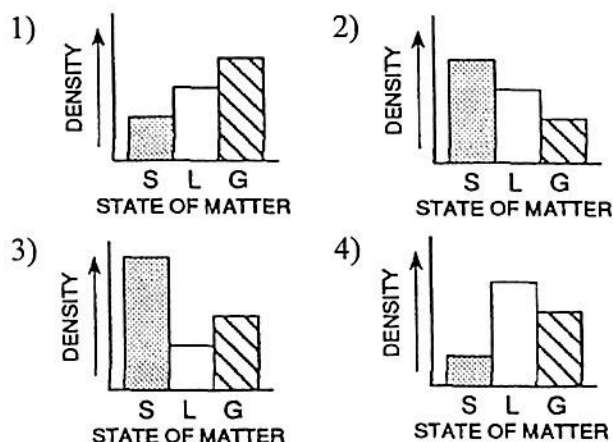 1)
DENSITY
S L G
STATE OF MATTER
2)
DENSITY
S L G
STATE OF MATTER
3)
DENSITY
S L G
STATE OF MATTER
4)
DENSITY
S L G
STATE OF MATTER